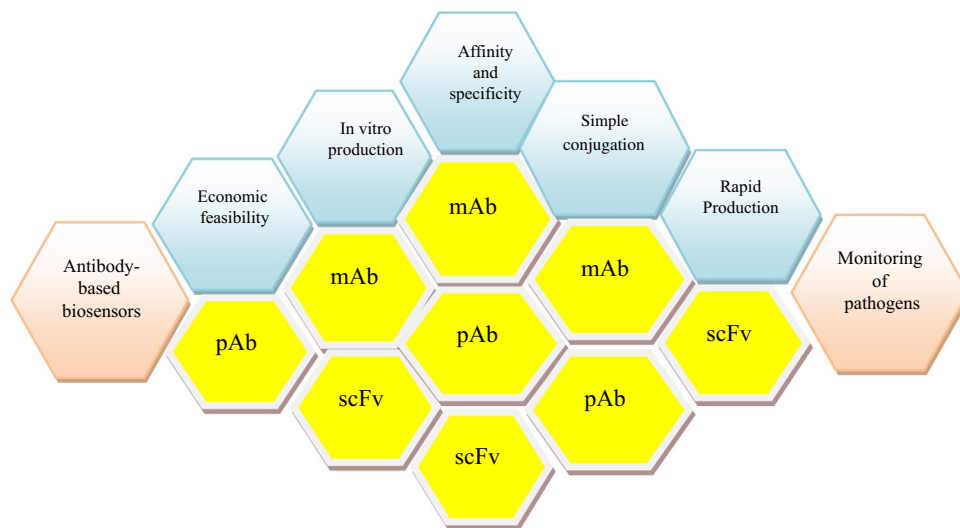 Affinity
and
specificity
In vitro
production
Simple
conjugation
Economic
feasibility
Rapid
Production
Antibody-
based
biosensors
Monitoring
of
pathogens
mAb
mAb
mAb
pAb
pAb
scFv
scFv
pAb
scFv